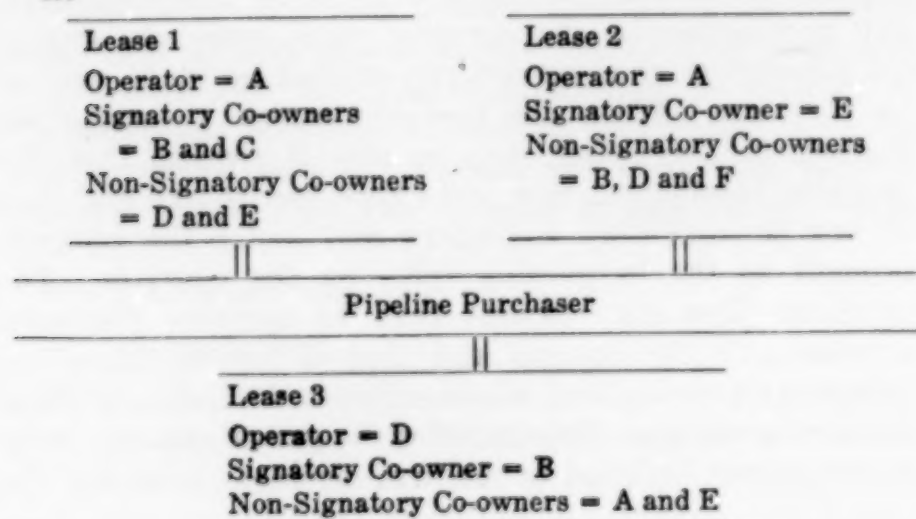 Lease 1
Operator = A
Signatory Co-owners
= B and C
Non-Signatory Co-owners
= D and E
Lease 2
Operator = A
Signatory Co-owner = E
Non-Signatory Co-owners
= B, D and F
Pipeline Purchaser
Lease 3
Operator = D
Signatory Co-owner = B
Non-Signatory Co-owners = A and E